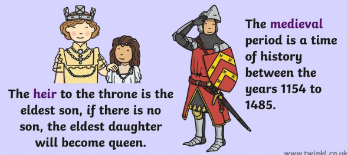 The medieval
period is a time
of history
between the
years 1154 to
1485.
The heir to the throne is the
eldest son, if there is no
son, the eldest daughter
will become queen.
www.twinkl.co.uk